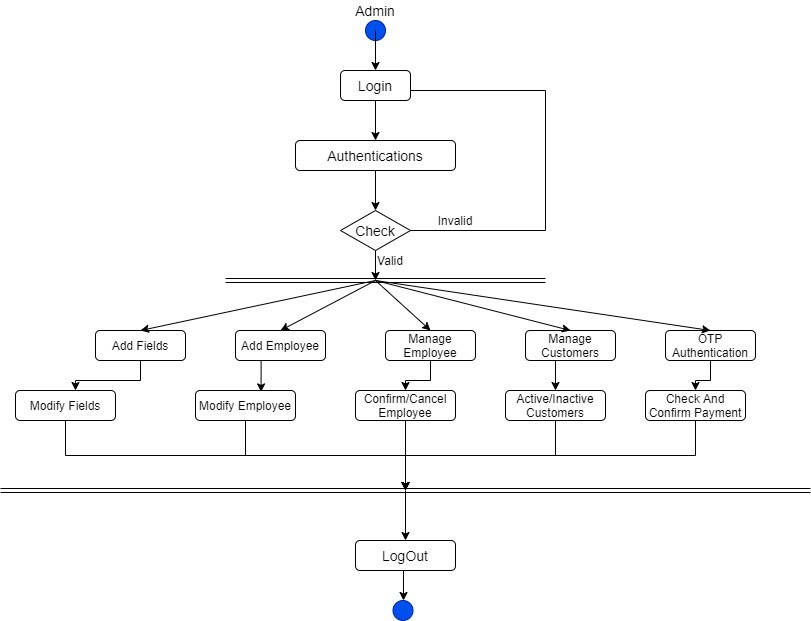 Admin
Login
Authentications
Check
Invalid
Valid
Add Fields
Add Employee
Manage
Employee
Manage
Customers
OTP
Authentication
Modify Fields
Modify Employee
Confirm/Cancel
Employee
Active/Inactive
Customers
Check And
Confirm Payment
LogOut